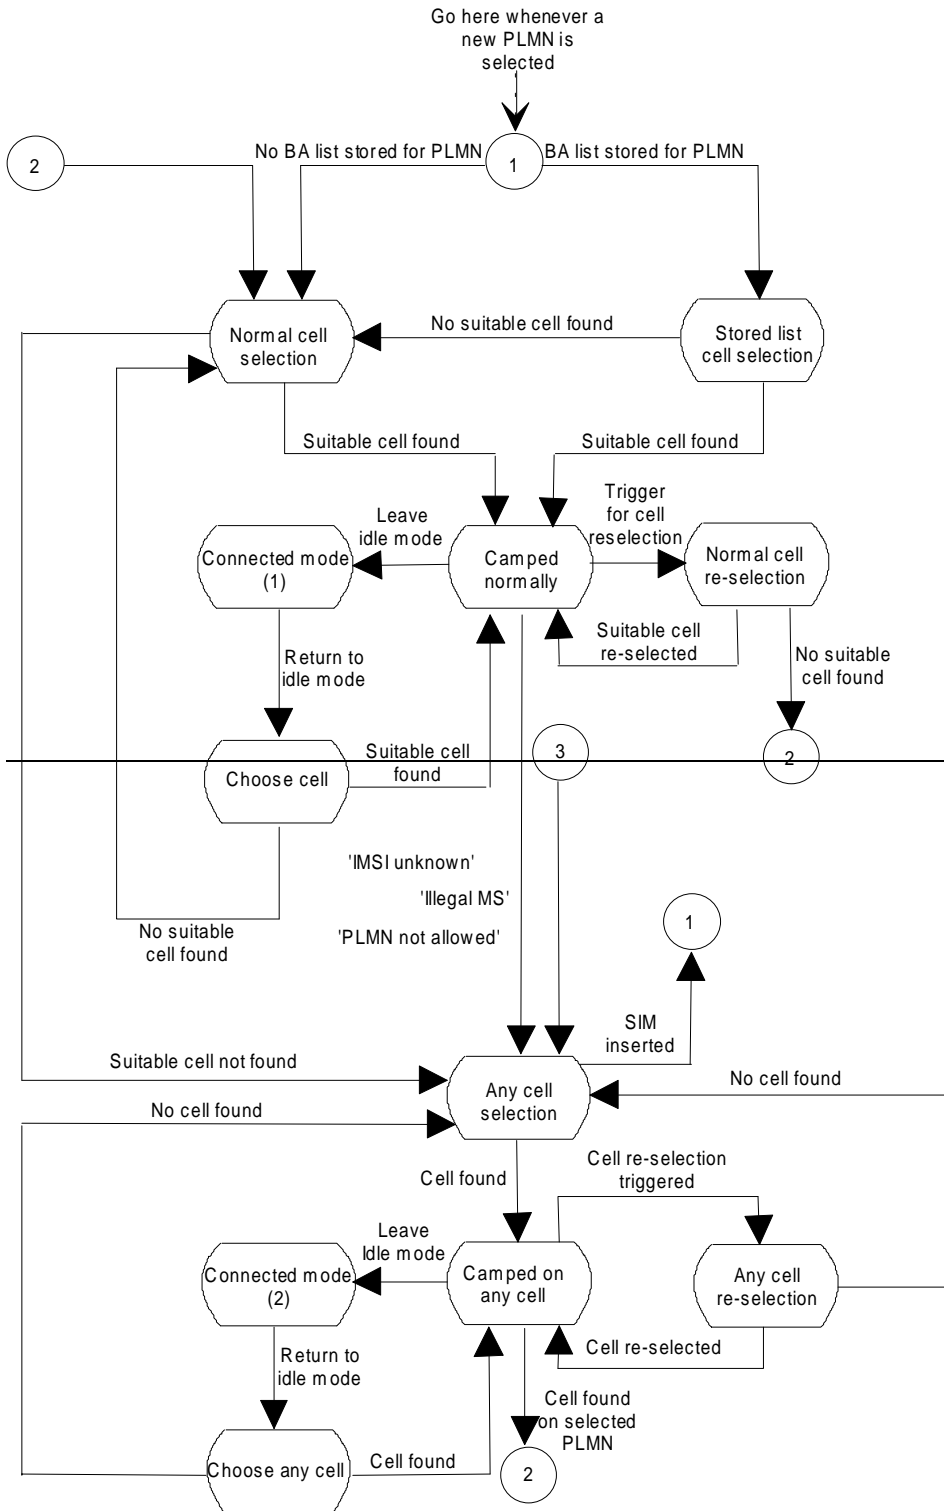 Go here whenever a
new PLMN is
selected
2
No BA list stored for PLMN
1
BA list stored for PLMN
Normal cell
selection
No suitable cell found
Stored list
cell selection
Suitable cell found
Suitable cell found
Leave
idle mode
Trigger
for cell
reselection
Connected mode
(1)
Camped
normally
Normal cell
re-selection
Suitable cell
re-selected
Return to
idle mode
No suitable
cell found
Choose cell
Suitable cell
found
3
2
'IMSI unknown'
'Illegal MS'
'PLMN not allowed'
No suitable
cell found
1
SIM
inserted
Suitable cell not found
Any cell
selection
No cell found
No cell found
Cell found
Cell re-selection
triggered
Leave
Idle mode
Connected mode
(2)
Camped on
any cell
Any cell
re-selection
Cell re-selected
Return to
idle mode
Cell found
on selected
PLMN
Choose any cell
Cell found
2